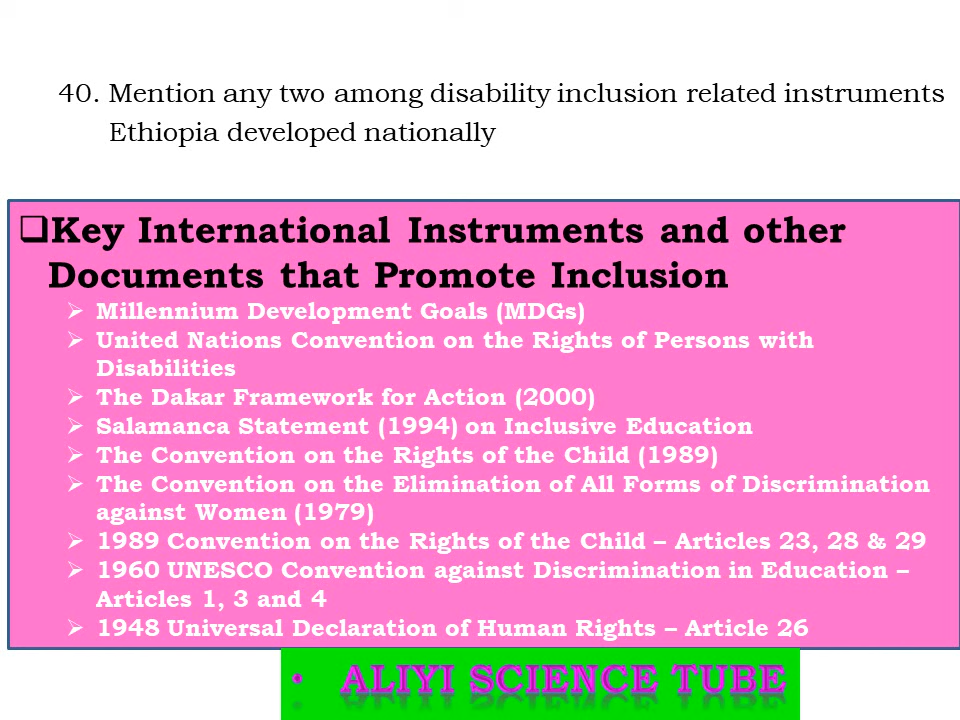 40. Mention any two among disability inclusion related instruments
Ethiopia developed nationally
❑Key International Instruments and other
Documents that Promote Inclusion
➢ Millennium Development Goals (MDGs)
➢ United Nations Convention on the Rights of Persons with
Disabilities
➢ The Dakar Framework for Action (2000)
➢ Salamanca Statement (1994) on Inclusive Education
➢ The Convention on the Rights of the Child (1989)
➢ The Convention on the Elimination of All Forms of Discrimination
against Women (1979)
➢ 1989 Convention on the Rights of the Child – Articles 23, 28 & 29
➢ 1960 UNESCO Convention against Discrimination in Education –
Articles 1, 3 and 4
➢ 1948 Universal Declaration of Human Rights – Article 26
• ALIYI SCIENCE TUBE